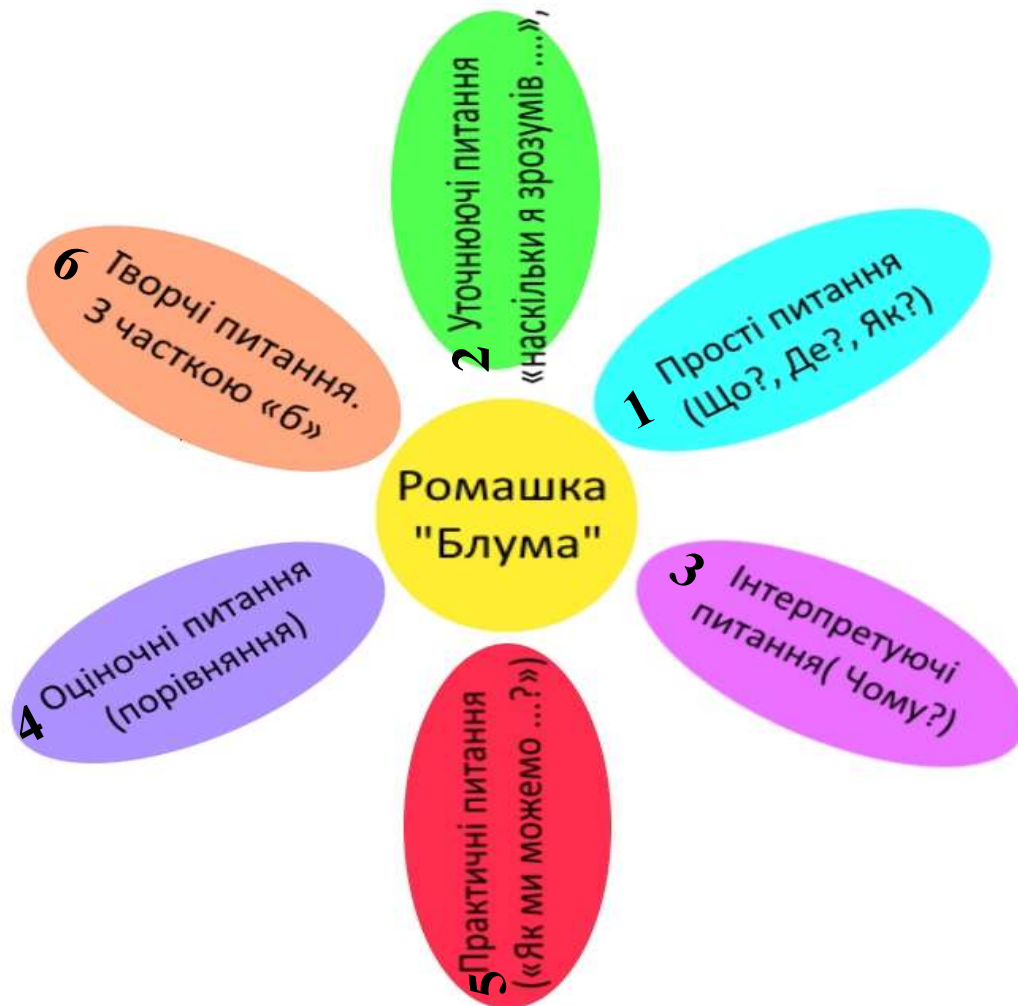 Ромашка
"Блума"
1 Прості питання
(Що?, Де?, Як?)
2 Уточнюючі питання
«наскільки я зрозумів ....»,
3 Інтерпретуючі
питання( Чому?)
4 Оціночні питання
(порівняння)
5 Практичні питання
(«Як ми можемо ...?»)
6 Творчі питання.
З часткою «б»